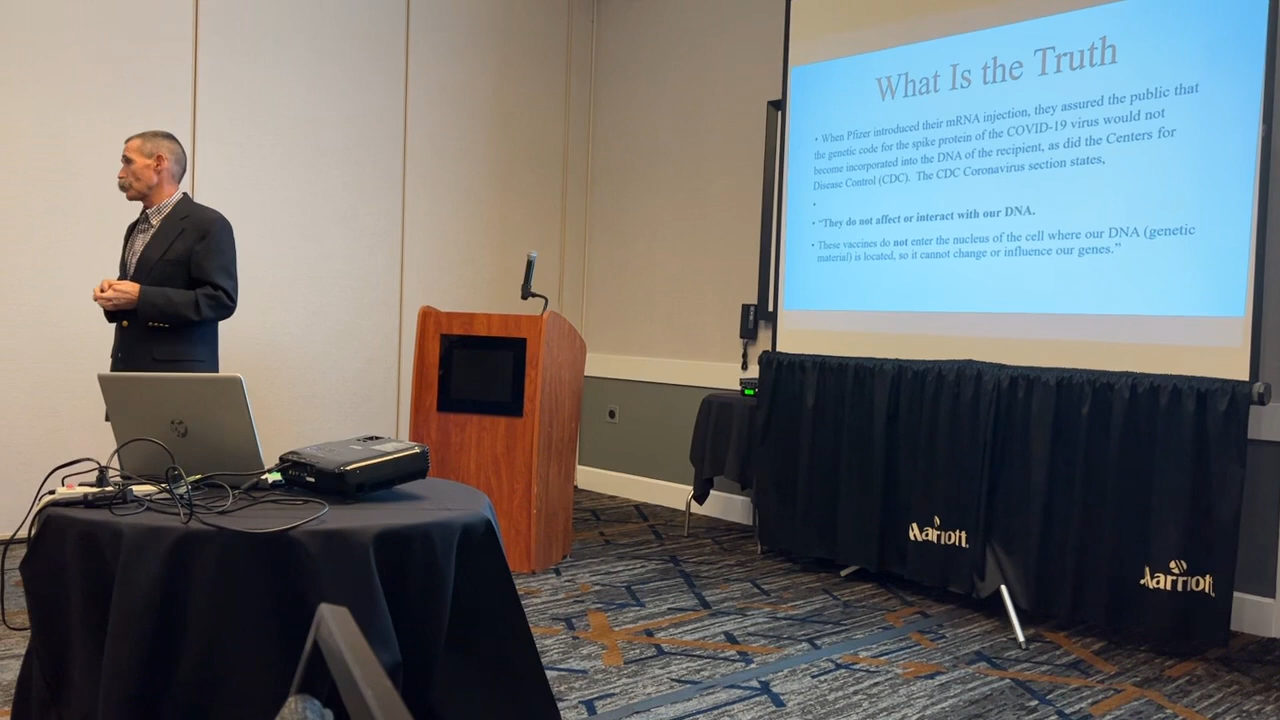 What Is the Truth
• When Pfizer introduced their mRNA injection, they assured the public that
the genetic code for the spike protein of the COVID-19 virus would not
become incorporated into the DNA of the recipient, as did the Centers for
Disease Control (CDC). The CDC Coronavirus section states,
•
• “They do not affect or interact with our DNA.
• These vaccines do not enter the nucleus of the cell where our DNA (genetic
material) is located, so it cannot change or influence our genes.”
Marriott
Marriott
hp